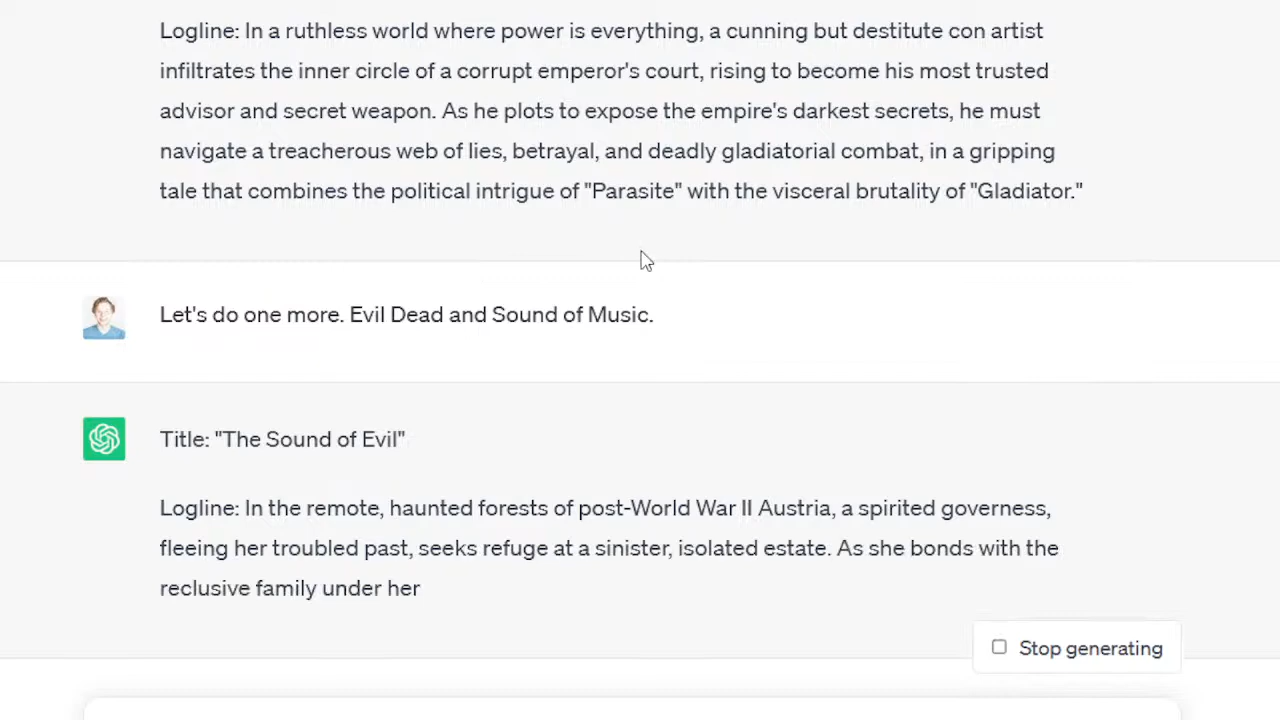 Logline: In a ruthless world where power is everything, a cunning but destitute con artist
infiltrates the inner circle of a corrupt emperor's court, rising to become his most trusted
advisor and secret weapon. As he plots to expose the empire's darkest secrets, he must
navigate a treacherous web of lies, betrayal, and deadly gladiatorial combat, in a gripping
tale that combines the political intrigue of "Parasite" with the visceral brutality of "Gladiator."
Let's do one more. Evil Dead and Sound of Music.
Title: "The Sound of Evil"
Logline: In the remote, haunted forests of post-World War II Austria, a spirited governess,
fleeing her troubled past, seeks refuge at a sinister, isolated estate. As she bonds with the
reclusive family under her
Stop generating